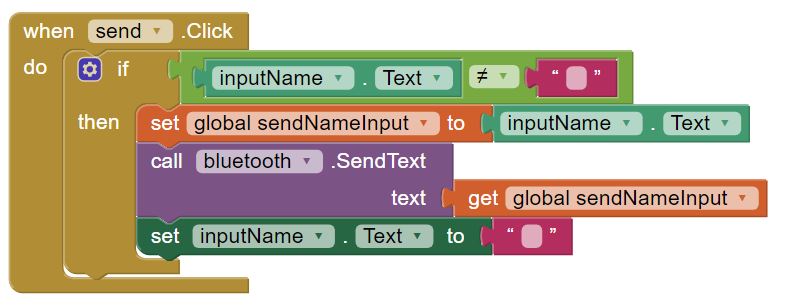 when send .Click
do if inputName . Text ≠ “ ”
then set global sendNameInput to inputName . Text
call bluetooth .SendText
text get global sendNameInput
set inputName . Text to “ ”